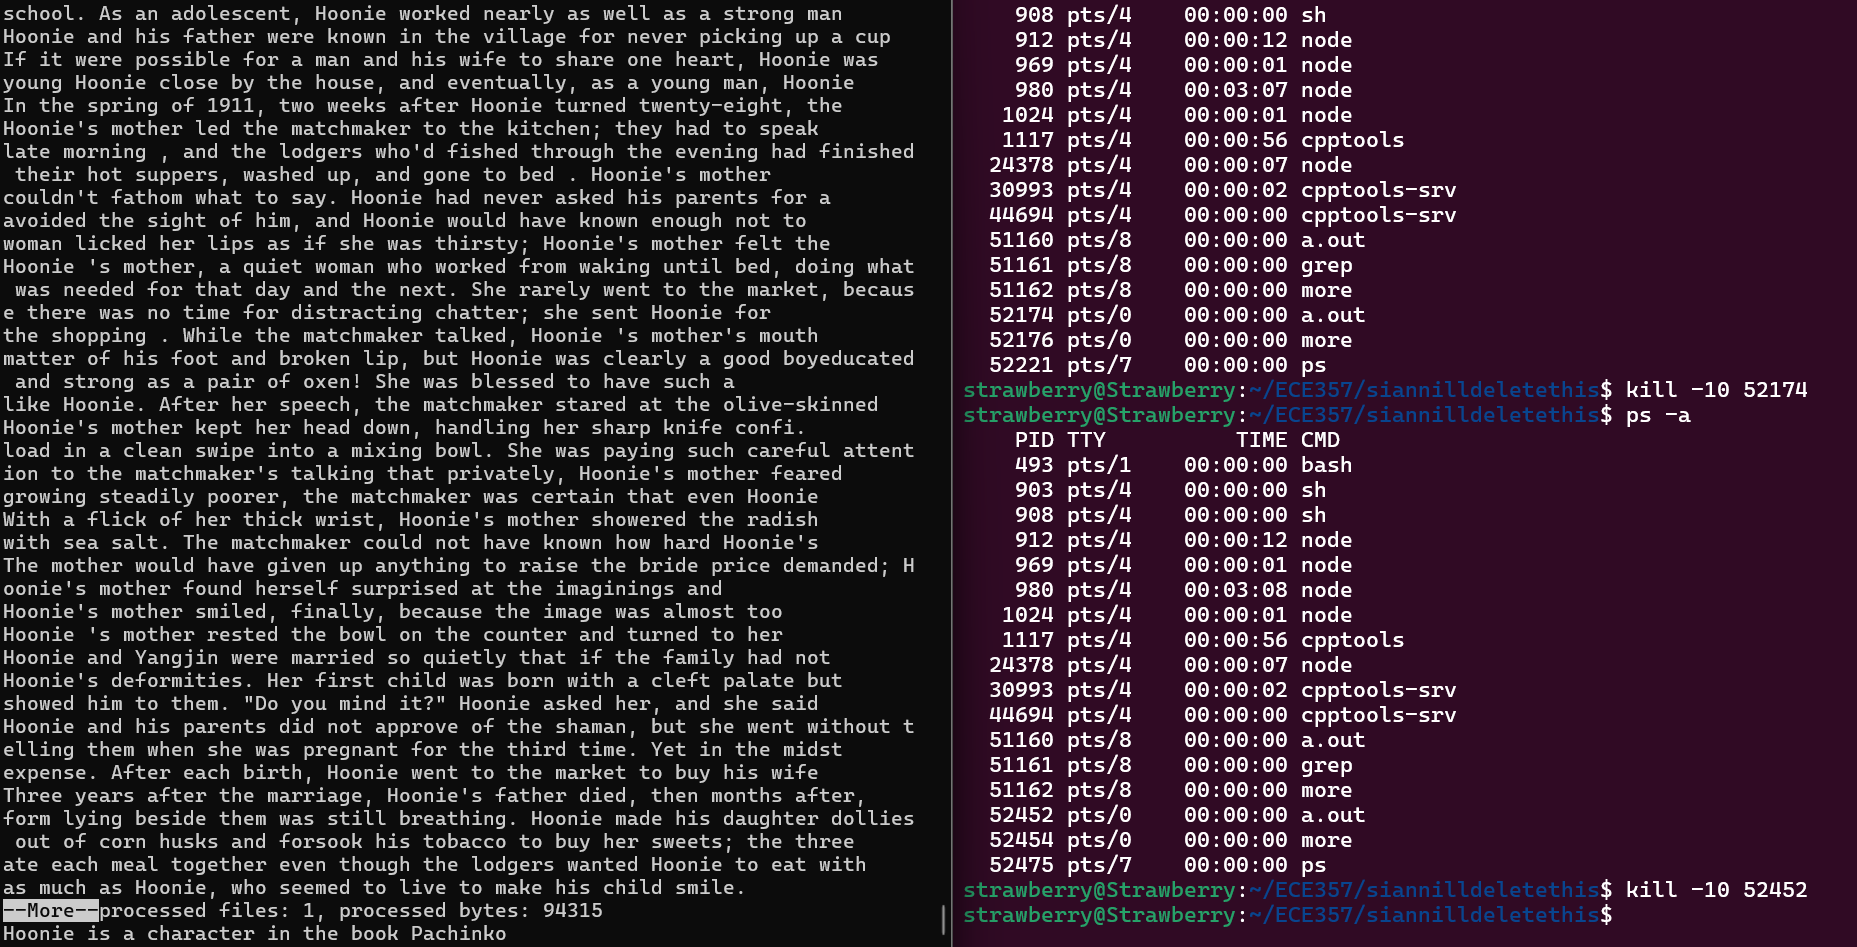 school. As an adolescent, Hoonie worked nearly as well as a strong man
Hoonie and his father were known in the village for never picking up a cup
If it were possible for a man and his wife to share one heart, Hoonie was
young Hoonie close by the house, and eventually, as a young man, Hoonie
In the spring of 1911, two weeks after Hoonie turned twenty-eight, the
Hoonie's mother led the matchmaker to the kitchen; they had to speak
late morning , and the lodgers who'd fished through the evening had finished
 their hot suppers, washed up, and gone to bed . Hoonie's mother
couldn't fathom what to say. Hoonie had never asked his parents for a
avoided the sight of him, and Hoonie would have known enough not to
woman licked her lips as if she was thirsty; Hoonie's mother felt the
Hoonie 's mother, a quiet woman who worked from waking until bed, doing what
 was needed for that day and the next. She rarely went to the market, becaus
e there was no time for distracting chatter; she sent Hoonie for
the shopping . While the matchmaker talked, Hoonie 's mother's mouth
matter of his foot and broken lip, but Hoonie was clearly a good boyeducated
 and strong as a pair of oxen! She was blessed to have such a
like Hoonie. After her speech, the matchmaker stared at the olive-skinned
Hoonie's mother kept her head down, handling her sharp knife confi.
load in a clean swipe into a mixing bowl. She was paying such careful attent
ion to the matchmaker's talking that privately, Hoonie's mother feared
growing steadily poorer, the matchmaker was certain that even Hoonie
With a flick of her thick wrist, Hoonie's mother showered the radish
with sea salt. The matchmaker could not have known how hard Hoonie's
The mother would have given up anything to raise the bride price demanded; H
oonie's mother found herself surprised at the imaginings and
Hoonie's mother smiled, finally, because the image was almost too
Hoonie 's mother rested the bowl on the counter and turned to her
Hoonie and Yangjin were married so quietly that if the family had not
Hoonie's deformities. Her first child was born with a cleft palate but
showed him to them. "Do you mind it?" Hoonie asked her, and she said
Hoonie and his parents did not approve of the shaman, but she went without t
elling them when she was pregnant for the third time. Yet in the midst
expense. After each birth, Hoonie went to the market to buy his wife
Three years after the marriage, Hoonie's father died, then months after,
form lying beside them was still breathing. Hoonie made his daughter dollies
 out of corn husks and forsook his tobacco to buy her sweets; the three
ate each meal together even though the lodgers wanted Hoonie to eat with
as much as Hoonie, who seemed to live to make his child smile.
--More--processed files: 1, processed bytes: 94315
Hoonie is a character in the book Pachinko
908 pts/4 00:00:00 sh
912 pts/4 00:00:12 node
969 pts/4 00:00:01 node
980 pts/4 00:03:07 node
1024 pts/4 00:00:01 node
1117 pts/4 00:00:56 cpptools
24378 pts/4 00:00:07 node
30993 pts/4 00:00:02 cpptools-srv
44694 pts/4 00:00:00 cpptools-srv
51160 pts/8 00:00:00 a.out
51161 pts/8 00:00:00 grep
51162 pts/8 00:00:00 more
52174 pts/0 00:00:00 a.out
52176 pts/0 00:00:00 more
52221 pts/7 00:00:00 ps
strawberry@Strawberry:~/ECE357/siannilldeletethis$ kill -10 52174
strawberry@Strawberry:~/ECE357/siannilldeletethis$ ps -a
PID TTY TIME CMD
493 pts/1 00:00:00 bash
903 pts/4 00:00:00 sh
908 pts/4 00:00:00 sh
912 pts/4 00:00:12 node
969 pts/4 00:00:01 node
980 pts/4 00:03:08 node
1024 pts/4 00:00:01 node
1117 pts/4 00:00:56 cpptools
24378 pts/4 00:00:07 node
30993 pts/4 00:00:02 cpptools-srv
44694 pts/4 00:00:00 cpptools-srv
51160 pts/8 00:00:00 a.out
51161 pts/8 00:00:00 grep
51162 pts/8 00:00:00 more
52452 pts/0 00:00:00 a.out
52454 pts/0 00:00:00 more
52475 pts/7 00:00:00 ps
strawberry@Strawberry:~/ECE357/siannilldeletethis$ kill -10 52452
strawberry@Strawberry:~/ECE357/siannilldeletethis$